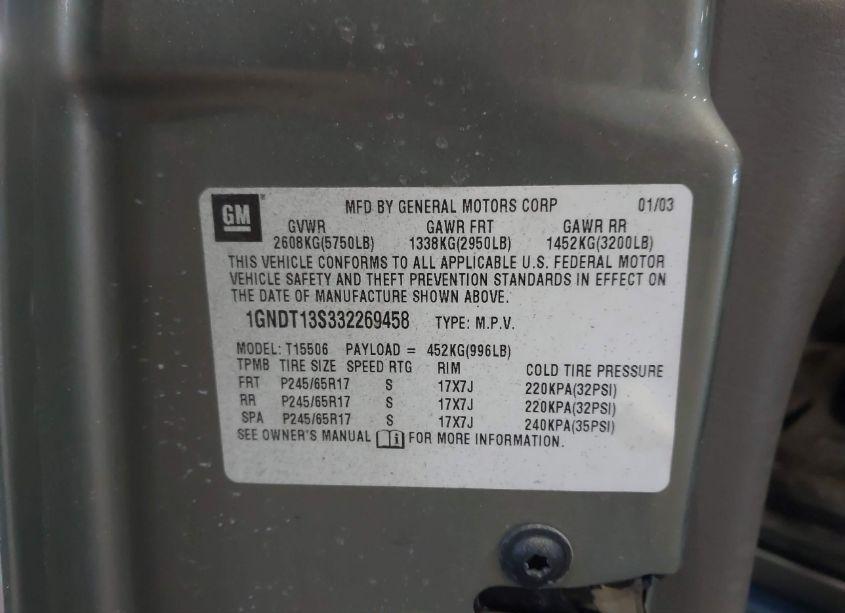 GM MFD BY GENERAL MOTORS CORP 01/03
GVWR GAWR FRT GAWR RR
2608KG(5750LB) 1338KG(2950LB) 1452KG(3200LB)
THIS VEHICLE CONFORMS TO ALL APPLICABLE U.S. FEDERAL MOTOR
VEHICLE SAFETY AND THEFT PREVENTION STANDARDS IN EFFECT ON
THE DATE OF MANUFACTURE SHOWN ABOVE.
1GNDT13S332269458 TYPE: M.P.V.
MODEL: T15506 PAYLOAD = 452KG(996LB)
TPMB TIRE SIZE SPEED RTG RIM COLD TIRE PRESSURE
FRT P245/65R17 S 17X7J 220KPA(32PSI)
RR P245/65R17 S 17X7J 220KPA(32PSI)
SPA P245/65R17 S 17X7J 240KPA(35PSI)
SEE OWNER'S MANUAL FOR MORE INFORMATION.